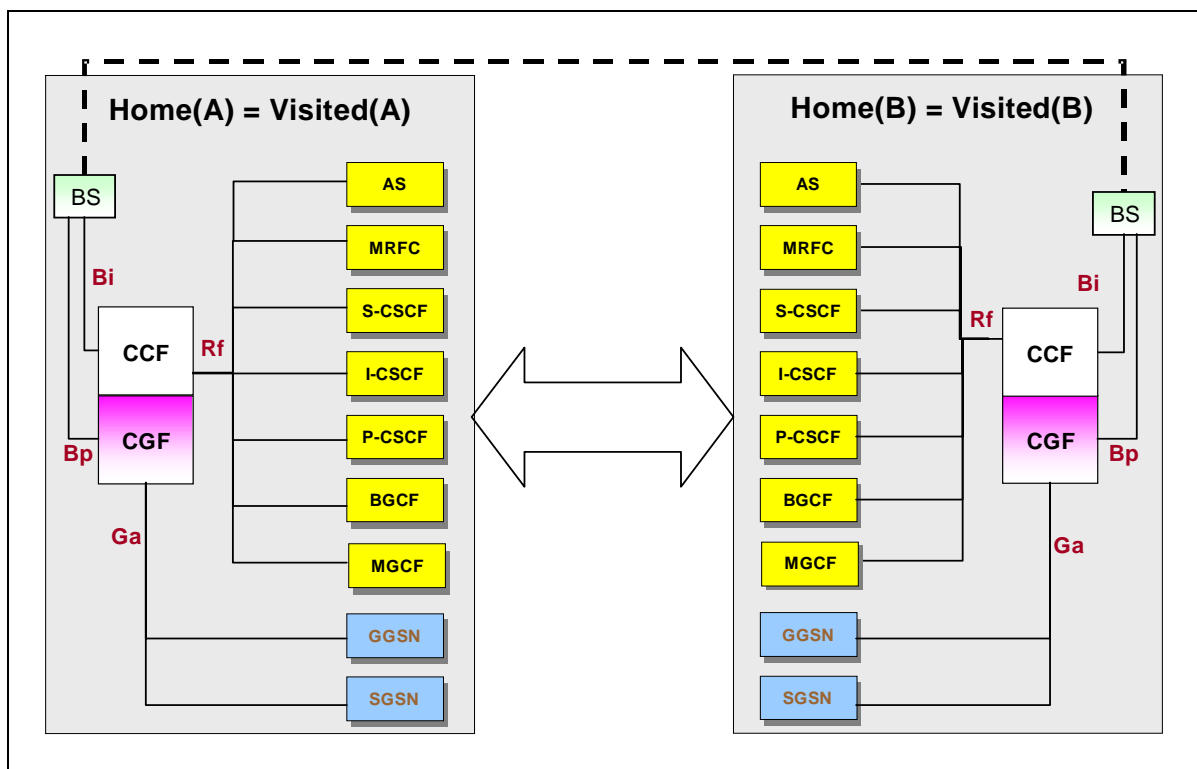 Home(A) = Visited(A)
BS
AS
MRFC
Bi
S-CSCF
CCF
Rf
I-CSCF
CGF
P-CSCF
Bp
BGCF
Ga
MGCF
GGSN
SGSN
Home(B) = Visited(B)
AS
BS
MRFC
Bi
S-CSCF
Rf
CCF
I-CSCF
P-CSCF
CGF
Bp
BGCF
Ga
MGCF
GGSN
SGSN